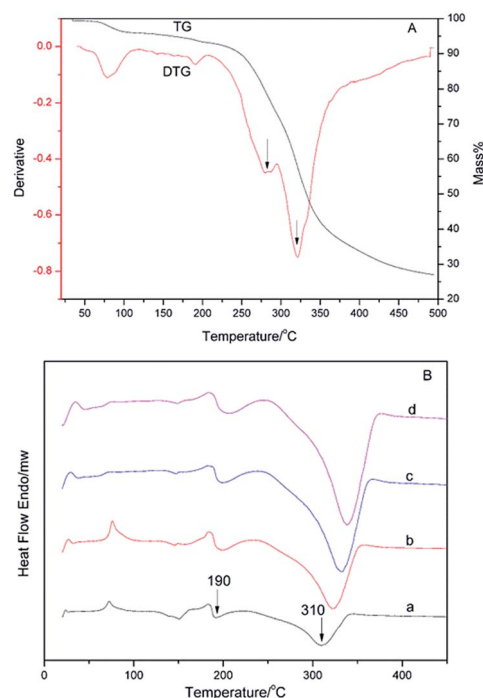 TG
A
DTG
0.0
-0.2
-0.4
-0.6
-0.8
Derivative
100
90
80
70
60
50
40
30
20
Mass%
50 100 150 200 250 300 350 400 450 500
Temperature/°C
B
d
c
b
a
190
310
Heat Flow Endo/mw
0 100 200 300 400
Temperature/°C